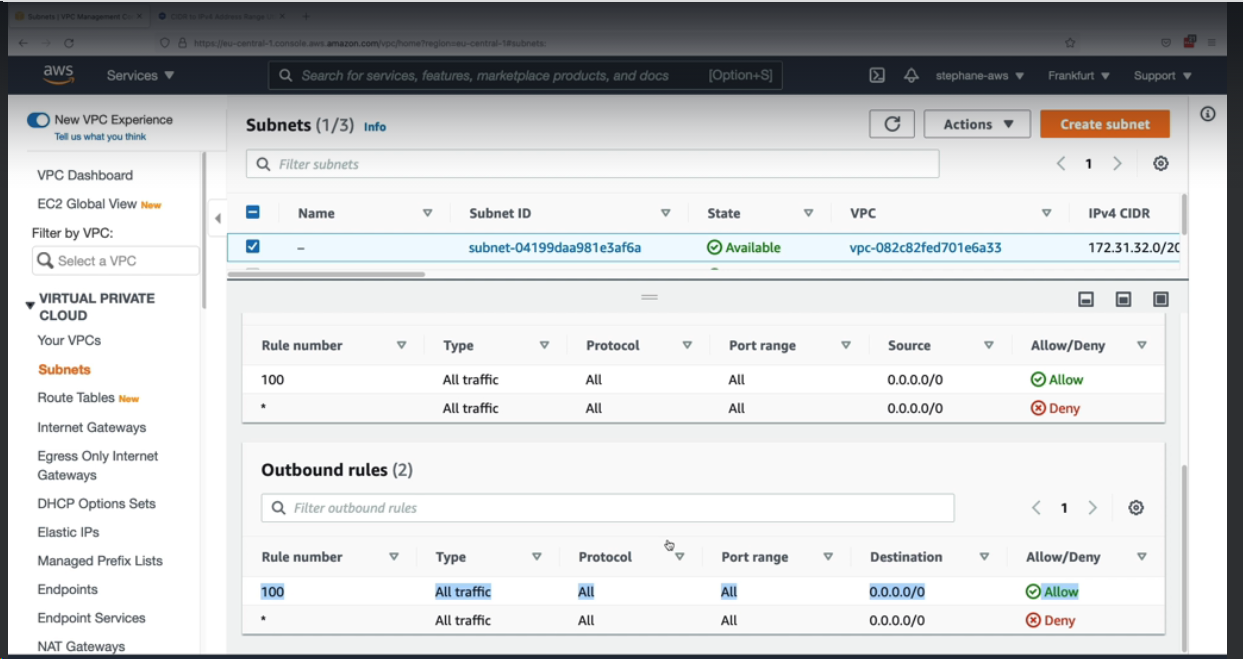 Subnets | VPC Management Co
CIDR to IPv4 Address Range
https://eu-central-1.console.aws.amazon.com/vpc/home?region=eu-central-1#subnets:
aws
Services
Search for services, features, marketplace products, and docs
[Option+S]
stephane-aws
Frankfurt
Support
New VPC Experience
Tell us what you think
VPC Dashboard
EC2 Global View New
Filter by VPC:
Select a VPC
VIRTUAL PRIVATE
CLOUD
Your VPCs
Subnets
Route Tables New
Internet Gateways
Egress Only Internet
Gateways
DHCP Options Sets
Elastic IPs
Managed Prefix Lists
Endpoints
Endpoint Services
NAT Gateways
Subnets (1/3) Info
Actions
Create subnet
Filter subnets
1
Name Subnet ID State VPC IPv4 CIDR
– subnet-04199daa981e3af6a Available vpc-082c82fed701e6a33 172.31.32.0/20
Rule number Type Protocol Port range Source Allow/Deny
100 All traffic All All 0.0.0.0/0 Allow
* All traffic All All 0.0.0.0/0 Deny
Outbound rules (2)
Filter outbound rules
1
Rule number Type Protocol Port range Destination Allow/Deny
100 All traffic All All 0.0.0.0/0 Allow
* All traffic All All 0.0.0.0/0 Deny